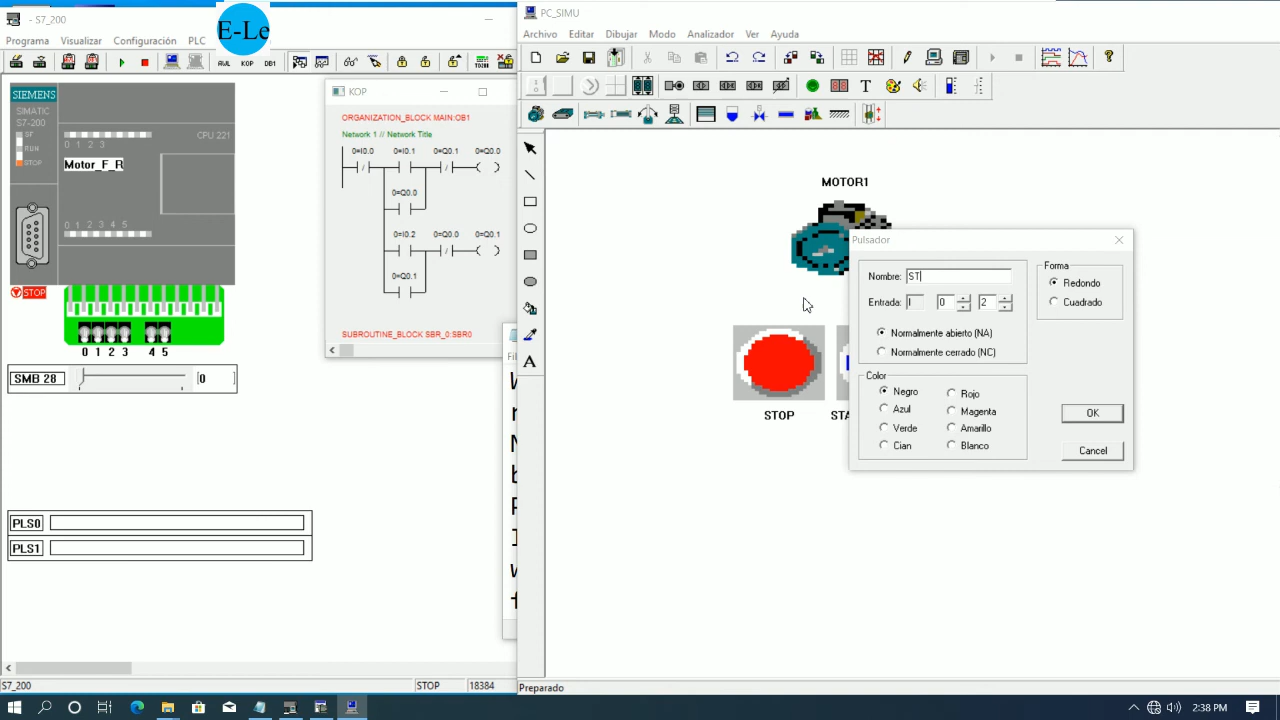 - S7_200
Programa Visualizar Configuración PLC
E-Le
AWL KOP DB1
SIEMENS
SIMATIC
S7-200
SF
RUN
STOP
0 1 2 3
CPU 221
Motor_F_R
0 1 2 3 4 5
STOP
0 1 2 3 4 5
SMB 28
0
PLS0
PLS1
S7_200
STOP
18384
KOP
ORGANIZATION_BLOCK MAIN:OB1
Network 1 // Network Title
0=I0.0 0=I0.1 0=Q0.1 0=Q0.0
0=Q0.0
0=I0.2 0=Q0.0 0=Q0.1
0=Q0.1
SUBROUTINE_BLOCK SBR_0:SBR0
PC_SIMU
Archivo Editar Dibujar Modo Analizador Ver Ayuda
T
A
MOTOR1
STOP
Pulsador
Nombre: ST
Entrada: I 0 2
Normalmente abierto (NA)
Normalmente cerrado (NC)
Forma
Redondo
Cuadrado
Color
Negro Rojo
Azul Magenta
Verde Amarillo
Cian Blanco
OK
Cancel
Preparado
2:38 PM